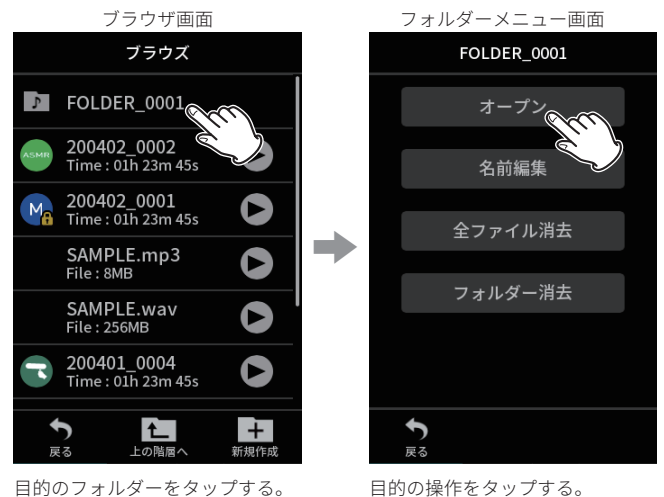 ブラウザ画面
ブラウズ
FOLDER_0001
ASMR
200402_0002
Time : 01h 23m 45s
M
200402_0001
Time : 01h 23m 45s
SAMPLE.mp3
File : 8MB
SAMPLE.wav
File : 256MB
200401_0004
Time : 01h 23m 45s
戻る
上の階層へ
新規作成
目的のフォルダーをタップする。
フォルダーメニュー画面
FOLDER_0001
オープン
名前編集
全ファイル消去
フォルダー消去
戻る
目的の操作をタップする。